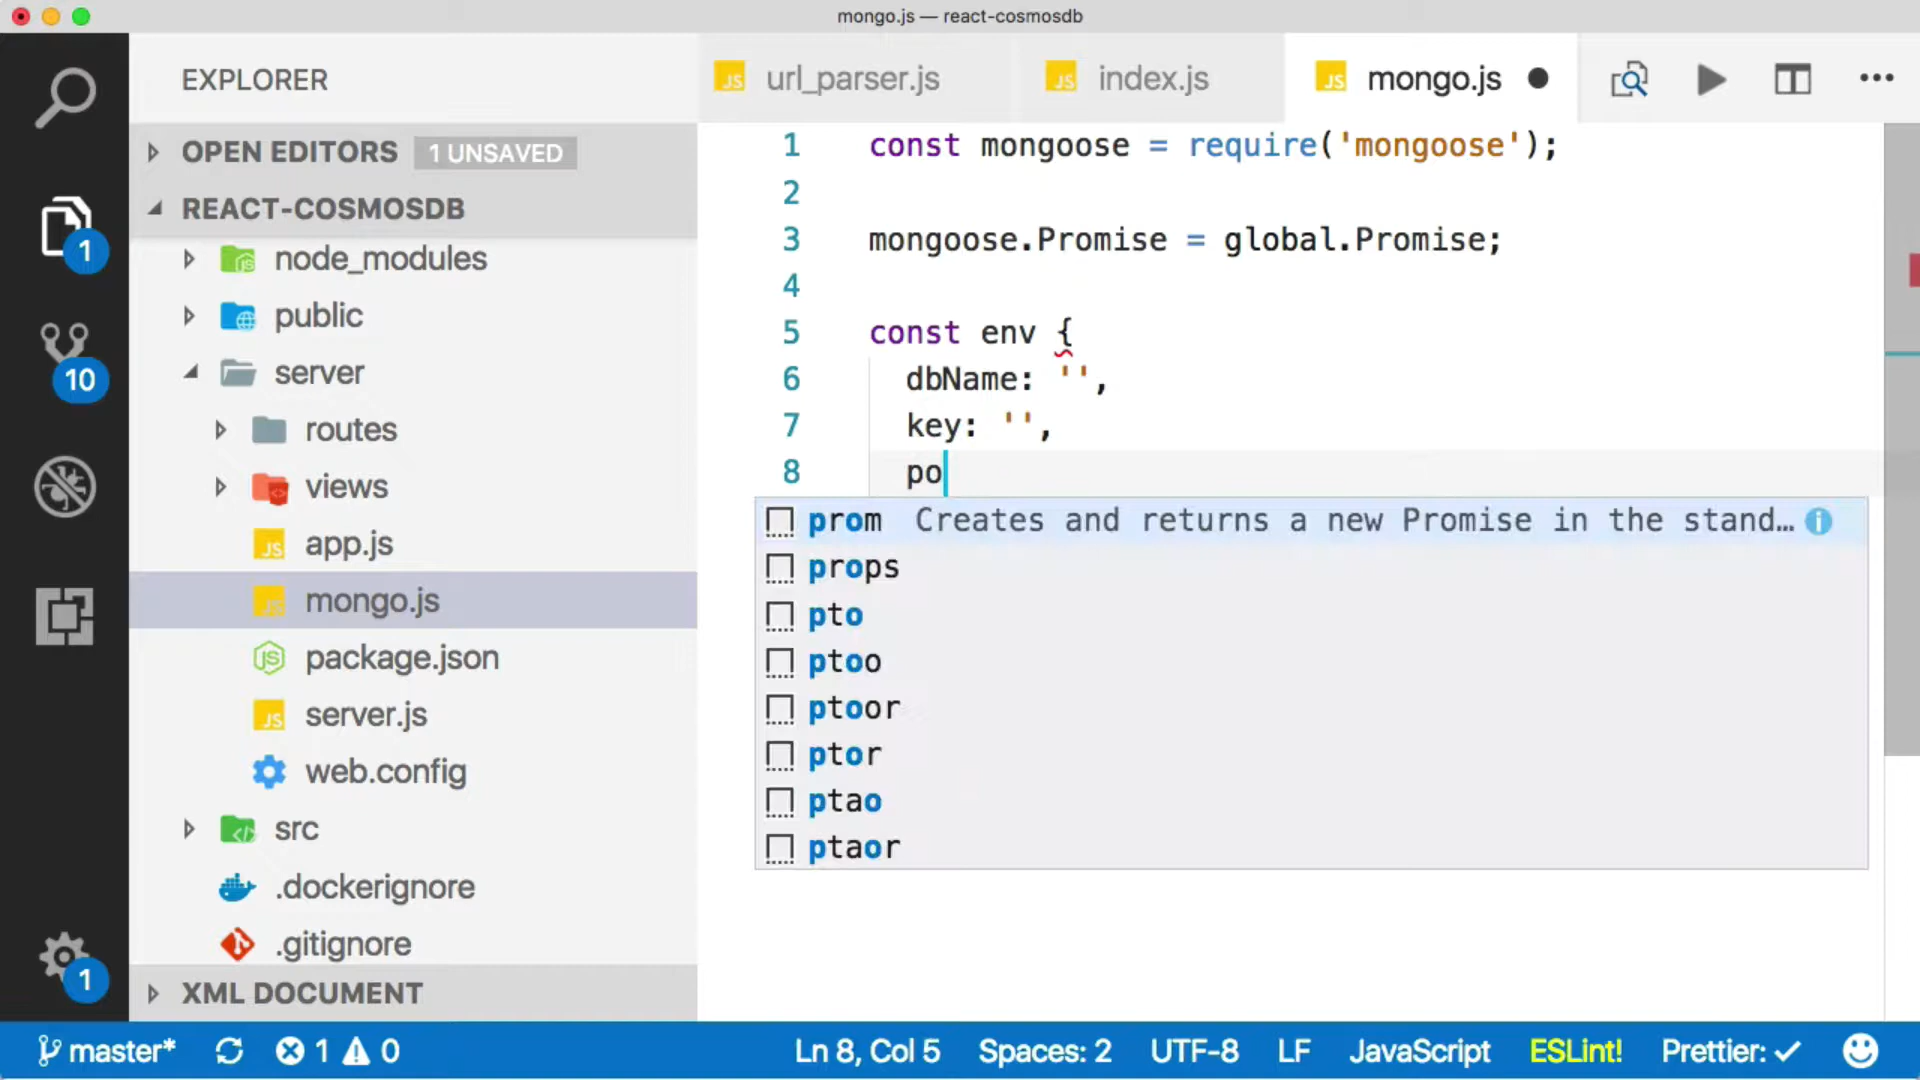 mongo.js — react-cosmosdb
EXPLORER
OPEN EDITORS 1 UNSAVED
REACT-COSMOSDB
node_modules
public
server
routes
views
app.js
mongo.js
package.json
server.js
web.config
src
.dockerignore
.gitignore
XML DOCUMENT
1
10
1
JS url_parser.js
JS index.js
JS mongo.js
1 const mongoose = require('mongoose');
2
3 mongoose.Promise = global.Promise;
4
5 const env {
6 dbName: '',
7 key: '',
8 po
prom Creates and returns a new Promise in the stand…
props
pto
ptoo
ptoor
ptor
ptao
ptaor
master* 1 0 Ln 8, Col 5 Spaces: 2 UTF-8 LF JavaScript ESLint! Prettier: ✓